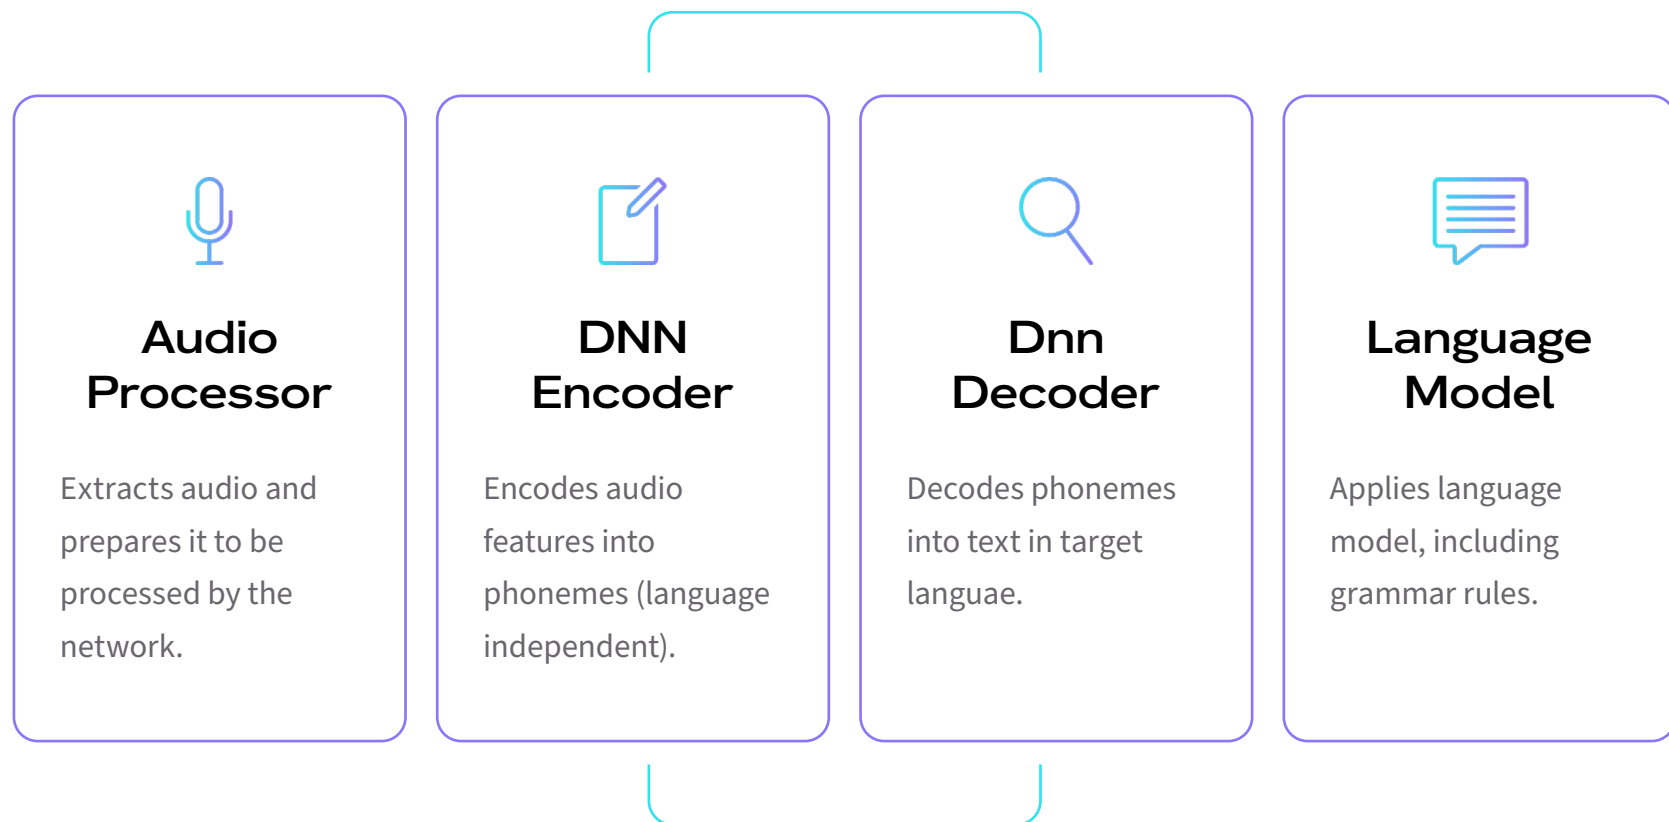 Audio
Processor
Extracts audio and
prepares it to be
processed by the
network.
DNN
Encoder
Encodes audio
features into
phonemes (language
independent).
Dnn
Decoder
Decodes phonemes
into text in target
languae.
Language
Model
Applies language
model, including
grammar rules.